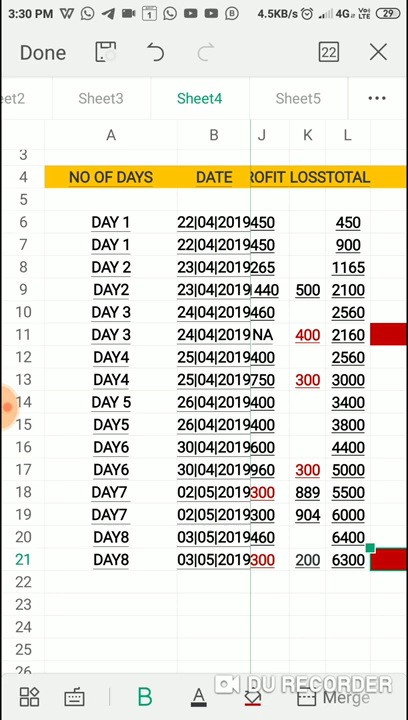 3:30 PM 1 B 4.5KB/s 4G VoLTE 29
Done 22
et2 Sheet3 Sheet4 Sheet5
A B J K L
3
4 NO OF DAYS DATE ROFIT LOSSTOTAL
5
6 DAY 1 22|04|2019 450 450
7 DAY 1 22|04|2019 450 900
8 DAY 2 23|04|2019 265 1165
9 DAY2 23|04|2019 1440 500 2100
10 DAY 3 24|04|2019 460 2560
11 DAY 3 24|04|2019 NA 400 2160
12 DAY4 25|04|2019 400 2560
13 DAY4 25|04|2019 750 300 3000
14 DAY 5 26|04|2019 400 3400
15 DAY5 26|04|2019 400 3800
16 DAY6 30|04|2019 600 4400
17 DAY6 30|04|2019 960 300 5000
18 DAY7 02|05|2019 300 889 5500
19 DAY7 02|05|2019 300 904 6000
20 DAY8 03|05|2019 460 6400
21 DAY8 03|05|2019 300 200 6300
22
23
24
25
26
DU RECORDER
B A Merge